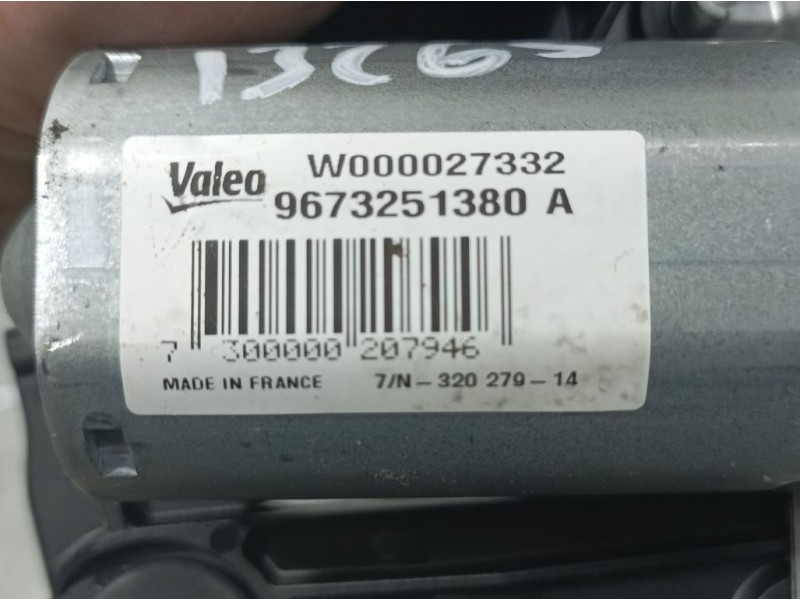 Valeo W000027332
9673251380 A
7 300000 207946
MADE IN FRANCE 7/N-320 279-14